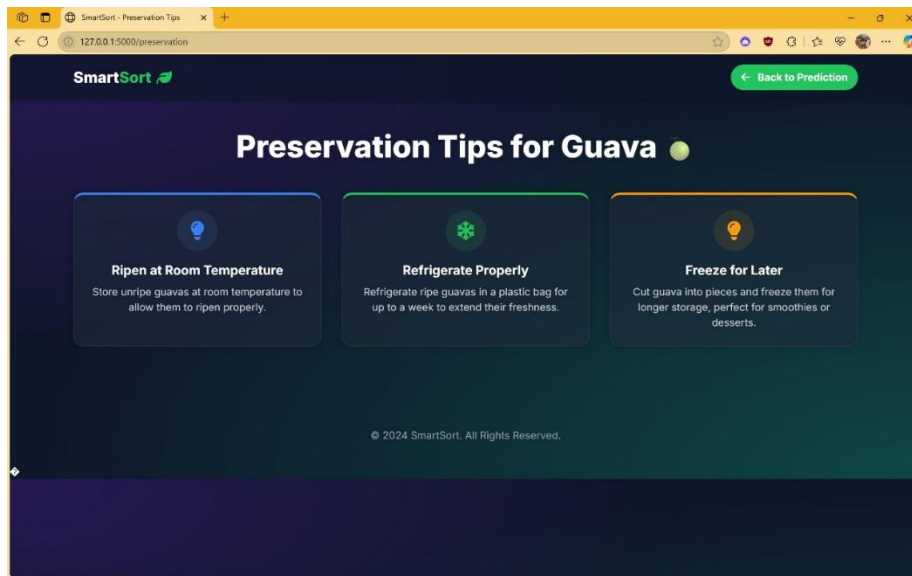 SmartSort - Preservation Tips
127.0.0.1:5000/preservation
SmartSort
← Back to Prediction
Preservation Tips for Guava
Ripen at Room Temperature
Store unripe guavas at room temperature to
allow them to ripen properly.
Refrigerate Properly
Refrigerate ripe guavas in a plastic bag for
up to a week to extend their freshness.
Freeze for Later
Cut guava into pieces and freeze them for
longer storage, perfect for smoothies or
desserts.
© 2024 SmartSort. All Rights Reserved.
�